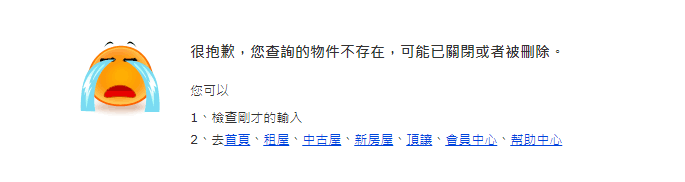 很抱歉，您查詢的物件不存在，可能已關閉或者被刪除。
您可以
1、檢查剛才的輸入
2、去首頁、租屋、中古屋、新房屋、頂讓、會員中心、幫助中心